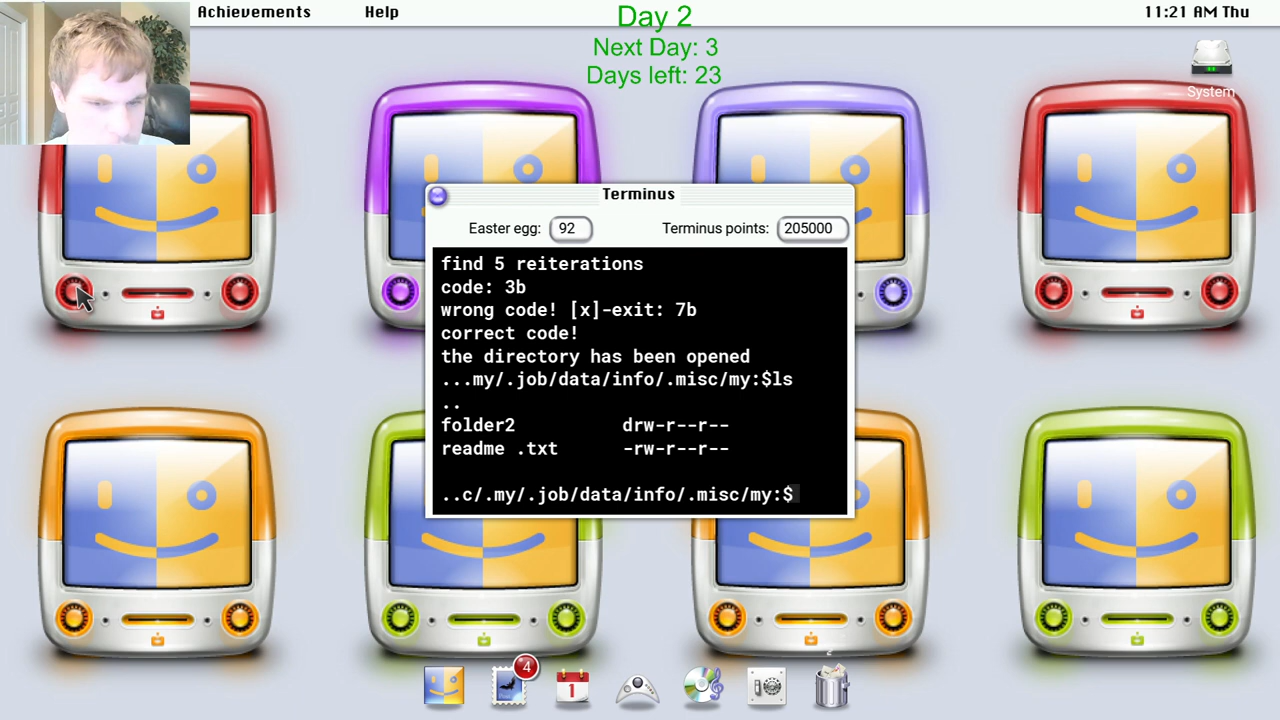 Achievements Help
Day 2
11:21 AM Thu
Next Day: 3
Days left: 23
System
Terminus
Easter egg: 92 Terminus points: 205000
find 5 reiterations
code: 3b
wrong code! [x]-exit: 7b
correct code!
the directory has been opened
...my/.job/data/info/.misc/my:$ls
..
folder2 drw-r--r--
readme .txt -rw-r--r--
..c/.my/.job/data/info/.misc/my:$
4
1
2